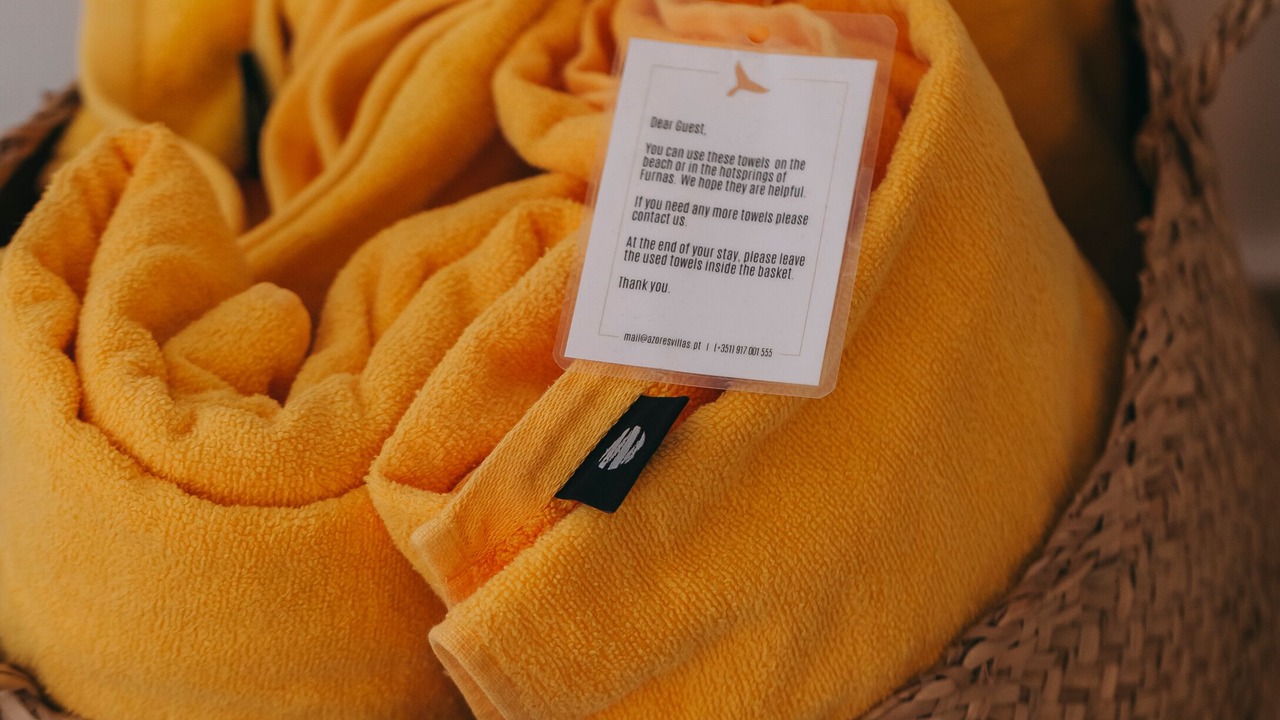 Dear Guest,
You can use these towels on the
beach or in the hotsprings of
Furnas. We hope they are helpful.
If you need any more towels please
contact us.
At the end of your stay, please leave
the used towels inside the basket.
Thank you.
mail@azoresvillas.pt | (+351) 917 001 555